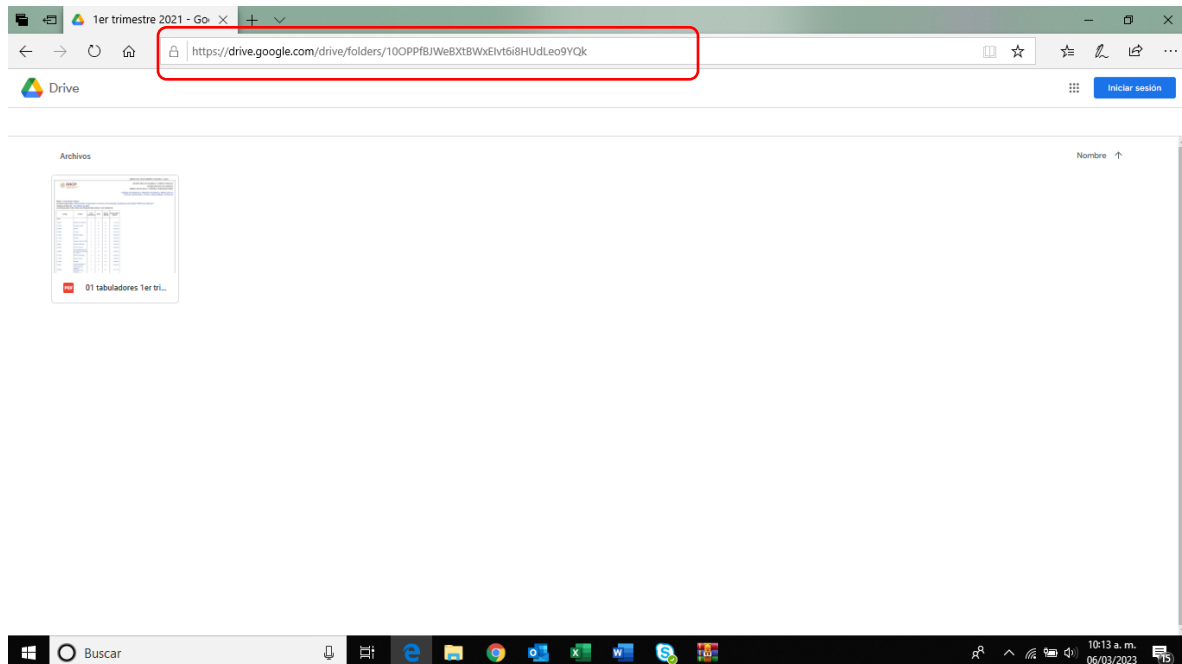 1er trimestre 2021 - Go
https://drive.google.com/drive/folders/10OPPfBJWeBXtBWxEIvt6i8HUdLeo9YQk
Drive
Iniciar sesión
Archivos
Nombre
PDF
01 tabuladores 1er tri...
Buscar
10:13 a. m.
06/03/2023
15